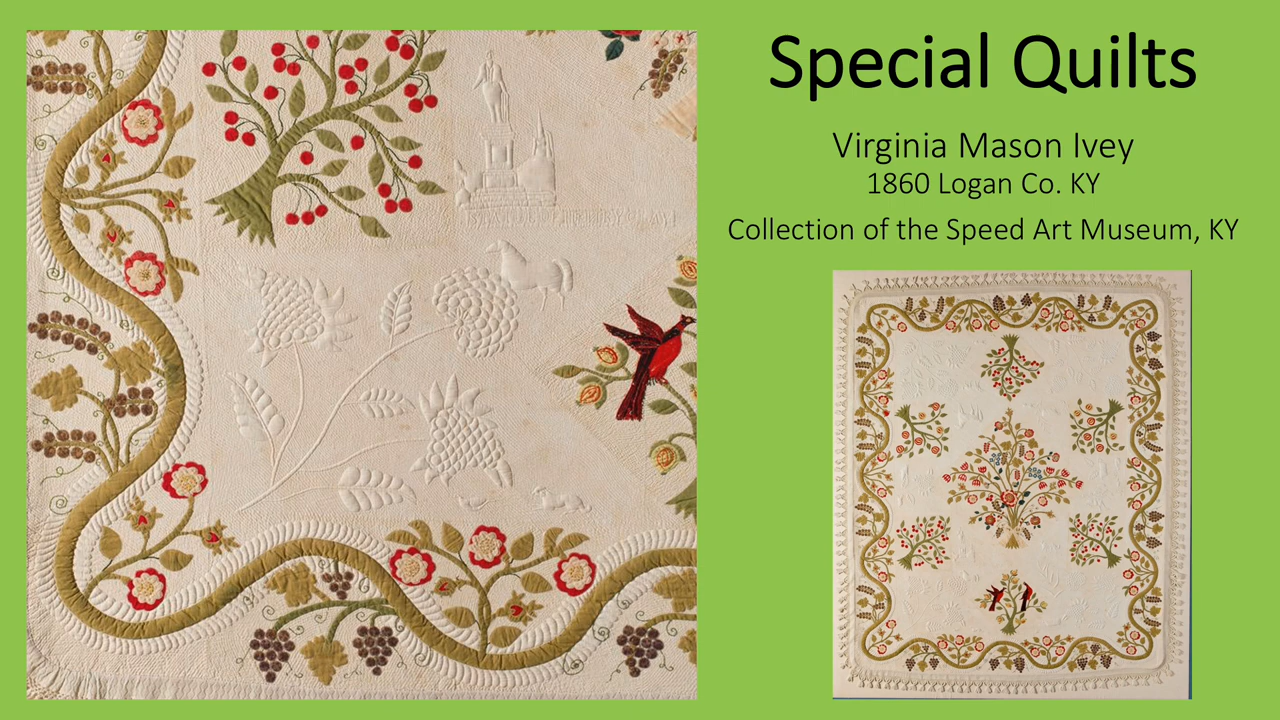 Special Quilts
Virginia Mason Ivey
1860 Logan Co. KY
Collection of the Speed Art Museum, KY